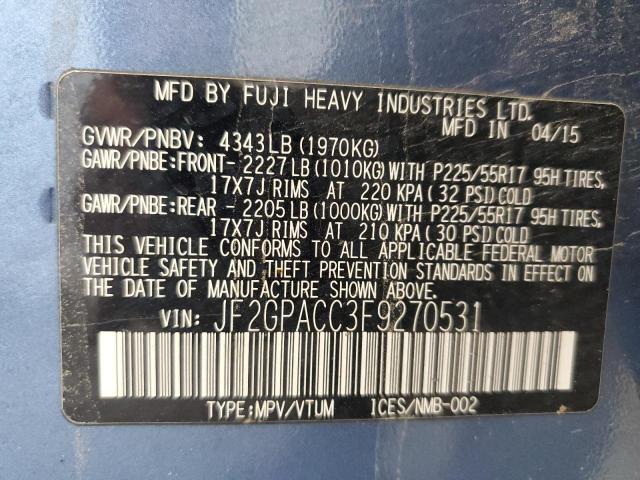 MFD BY FUJI HEAVY INDUSTRIES LTD.
MFD IN 04/15
GVWR/PNBV: 4343LB (1970KG)
GAWR/PNBE:FRONT- 2227LB (1010KG) WITH P225/55R17 95H TIRES,
17X7J RIMS AT 220 KPA (32 PSI) COLD
GAWR/PNBE:REAR - 2205LB (1000KG) WITH P225/55R17 95H TIRES,
17X7J RIMS AT 210 KPA (30 PSI) COLD
THIS VEHICLE CONFORMS TO ALL APPLICABLE FEDERAL MOTOR
VEHICLE SAFETY AND THEFT PREVENTION STANDARDS IN EFFECT ON
THE DATE OF MANUFACTURE SHOWN ABOVE.
VIN: JF2GPACC3F9270531
TYPE:MPV/VTUM ICES/NMB-002